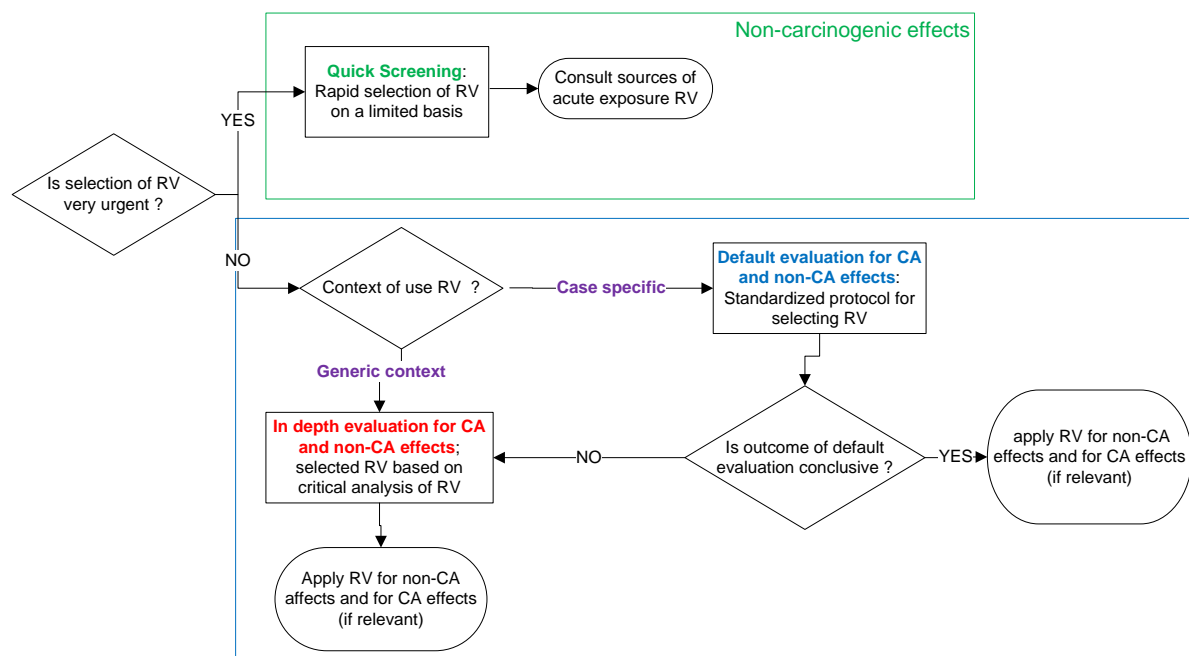 Non-carcinogenic effects
Quick Screening:
Rapid selection of RV
on a limited basis
Consult sources of
acute exposure RV
YES
Is selection of RV
very urgent ?
NO
Context of use RV ?
Case specific
Default evaluation for CA
and non-CA effects:
Standardized protocol for
selecting RV
Generic context
In depth evaluation for CA
and non-CA effects;
selected RV based on
critical analysis of RV
NO
Is outcome of default
evaluation conclusive ?
YES
apply RV for non-CA
effects and for CA effects
(if relevant)
Apply RV for non-CA
affects and for CA effects
(if relevant)